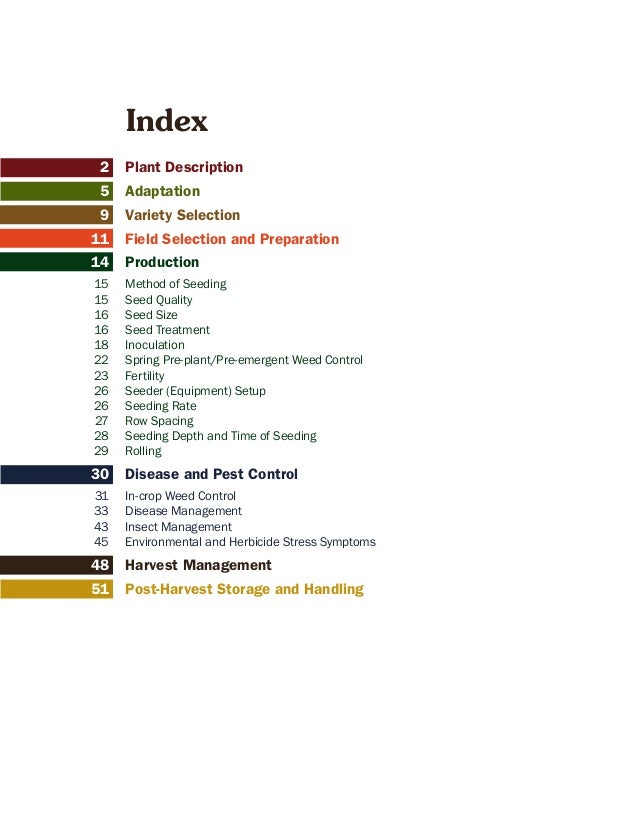 Index
2 Plant Description
5 Adaptation
9 Variety Selection
11 Field Selection and Preparation
14 Production
15 Method of Seeding
15 Seed Quality
16 Seed Size
16 Seed Treatment
18 Inoculation
22 Spring Pre-plant/Pre-emergent Weed Control
23 Fertility
26 Seeder (Equipment) Setup
26 Seeding Rate
27 Row Spacing
28 Seeding Depth and Time of Seeding
29 Rolling
30 Disease and Pest Control
31 In-crop Weed Control
33 Disease Management
43 Insect Management
45 Environmental and Herbicide Stress Symptoms
48 Harvest Management
51 Post-Harvest Storage and Handling